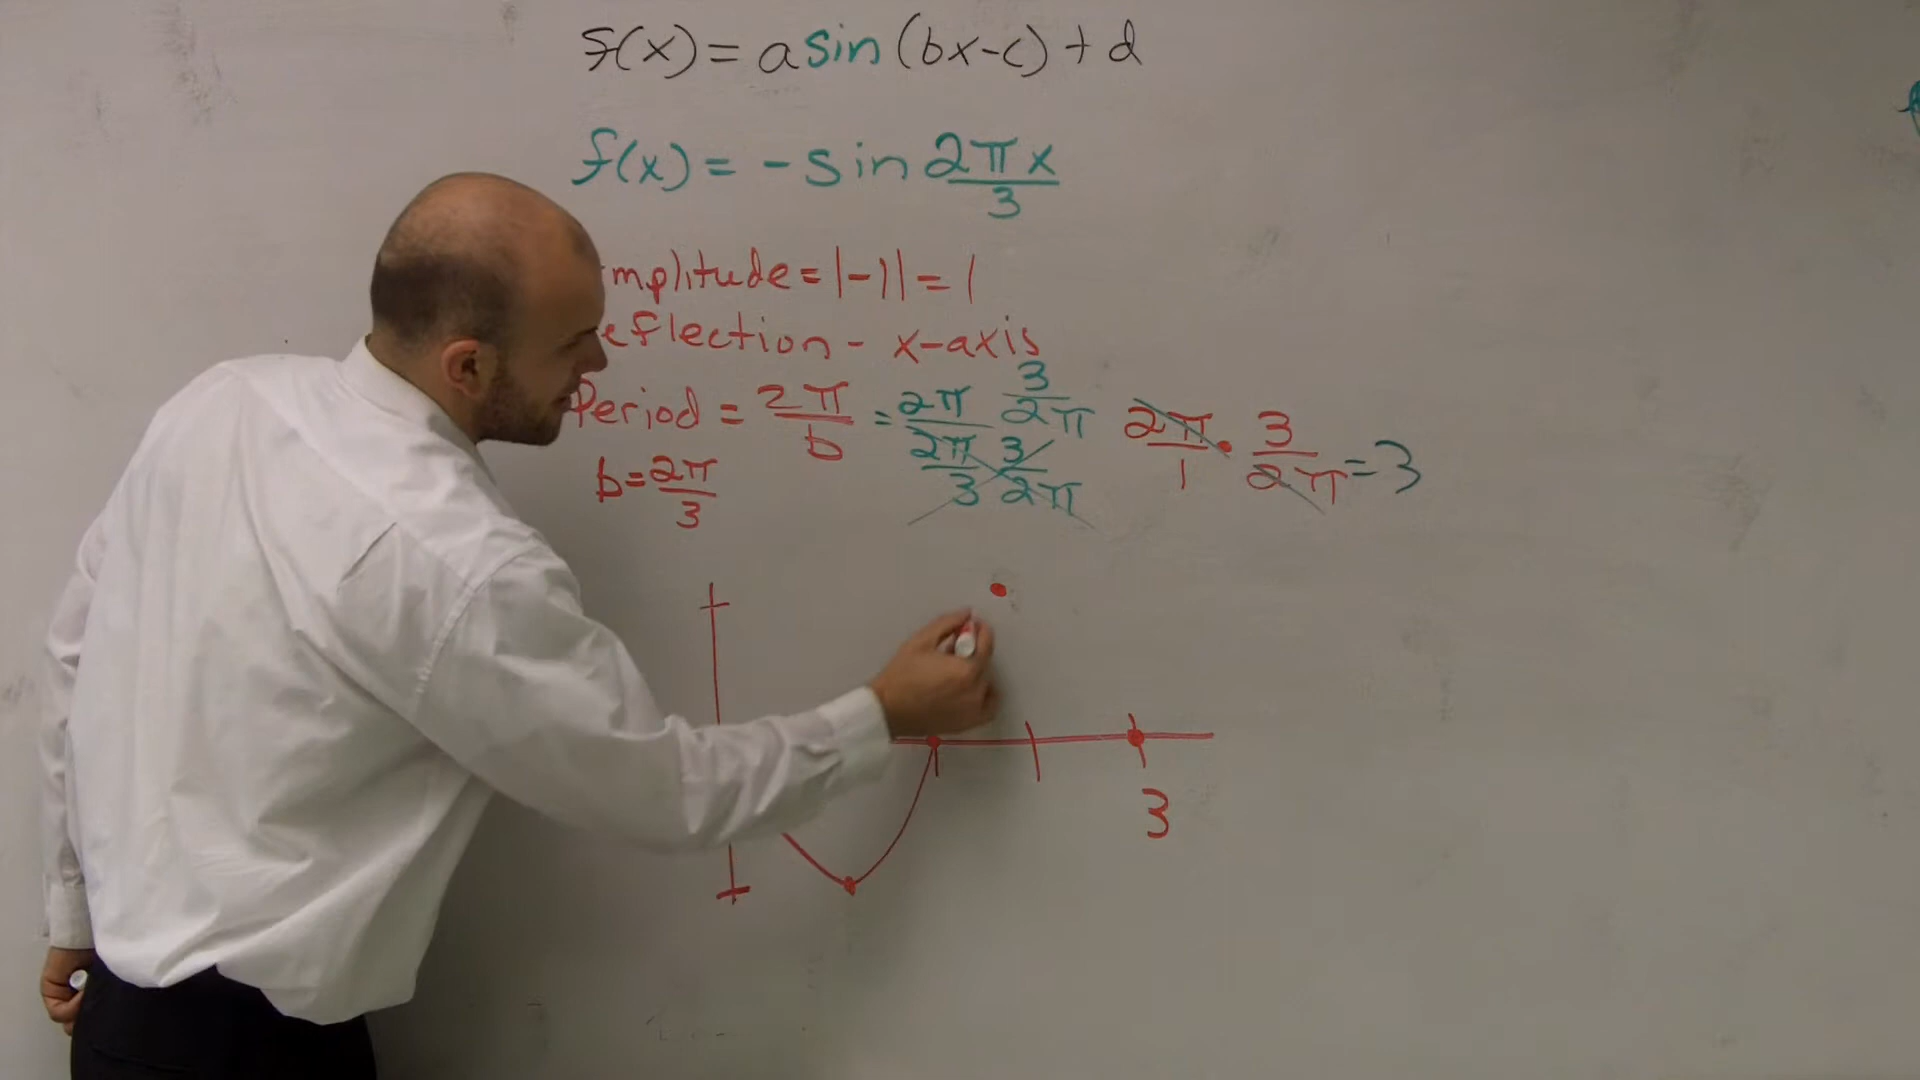 f(x) = a sin (bx-c) + d
f(x) = - sin 2πx/3
mplitude = |-1| = 1
eflection - x-axis
Period = 2π/b = 2π/(2π/3) (3/2π)/(3/2π) 2π/1 • 3/2π = 3
b = 2π/3
3